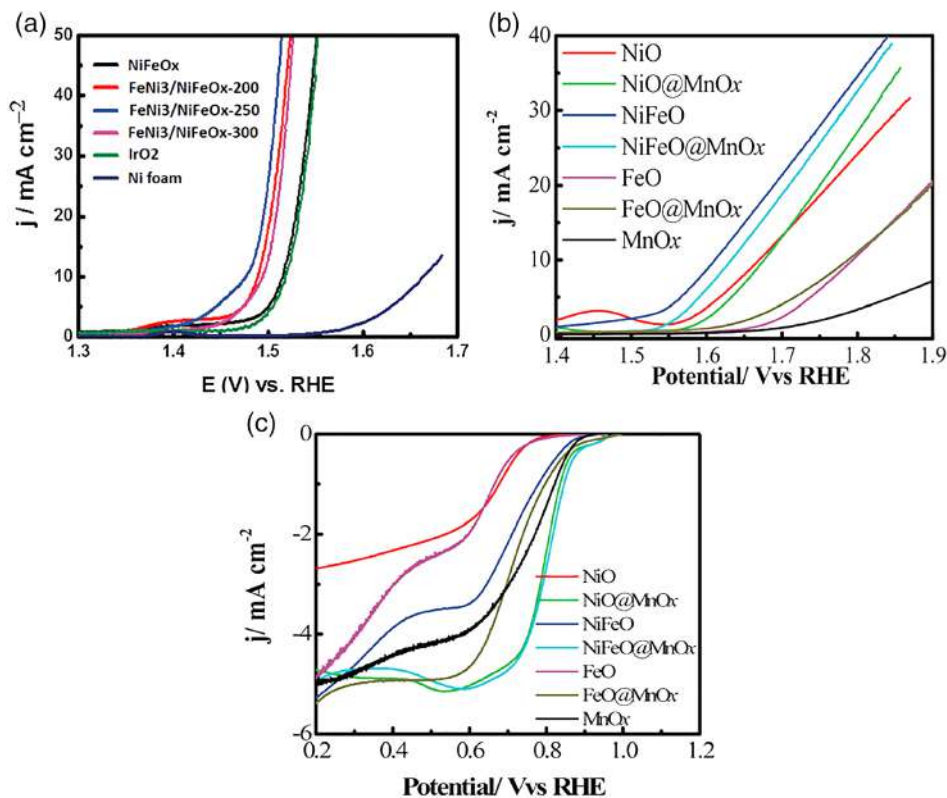 (a)
50
40
30
20
10
0
j / mA cm⁻²
NiFeOx
FeNi3/NiFeOx-200
FeNi3/NiFeOx-250
FeNi3/NiFeOx-300
IrO2
Ni foam
1.3 1.4 1.5 1.6 1.7
E (V) vs. RHE
(b)
40
30
20
10
0
j/ mA cm⁻²
NiO
NiO@MnOx
NiFeO
NiFeO@MnOx
FeO
FeO@MnOx
MnOx
1.4 1.5 1.6 1.7 1.8 1.9
Potential/ Vvs RHE
(c)
0
-2
-4
-6
j/ mA cm⁻²
NiO
NiO@MnOx
NiFeO
NiFeO@MnOx
FeO
FeO@MnOx
MnOx
0.2 0.4 0.6 0.8 1.0 1.2
Potential/ Vvs RHE